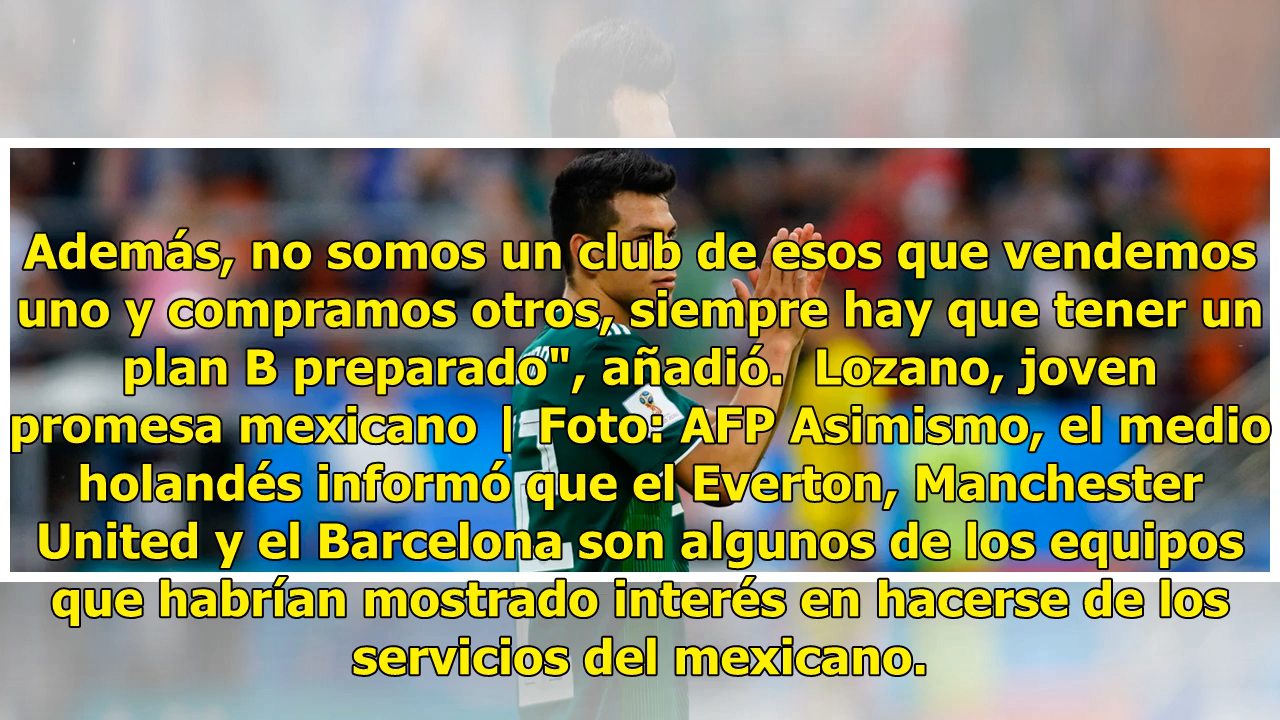 Además, no somos un club de esos que vendemos
uno y compramos otros, siempre hay que tener un
plan B preparado", añadió.  Lozano, joven
promesa mexicano | Foto: AFP Asimismo, el medio
holandés informó que el Everton, Manchester
United y el Barcelona son algunos de los equipos
que habrían mostrado interés en hacerse de los
servicios del mexicano.